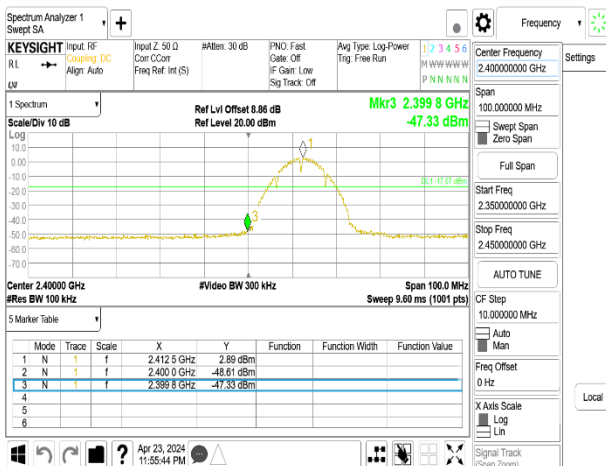 Spectrum Analyzer 1
Swept SA
Frequency
KEYSIGHT
Input: RF
Coupling: DC
Align: Auto
Input Z: 50 Ω
Corr CCorr
Freq Ref: Int (S)
#Atten: 30 dB
PNO: Fast
Gate: Off
IF Gain: Low
Sig Track: Off
Avg Type: Log-Power
Trig: Free Run
1 2 3 4 5 6
M W W W W W
P N N N N N
RL
Center Frequency
2.400000000 GHz
Settings
Span
100.000000 MHz
Swept Span
Zero Span
Full Span
Start Freq
2.350000000 GHz
Stop Freq
2.450000000 GHz
AUTO TUNE
CF Step
10.000000 MHz
Auto
Man
Freq Offset
0 Hz
X Axis Scale
Log
Lin
Signal Track
(Span Zoom)
Local
1 Spectrum
Scale/Div 10 dB
Log
Ref Lvl Offset 8.86 dB
Ref Level 20.00 dBm
Mkr3 2.399 8 GHz
-47.33 dBm
10.0
0.00
-10.0
-20.0
-30.0
-40.0
-50.0
-60.0
-70.0
1
3
DL1 -17.07 dBm
Center 2.40000 GHz
#Res BW 100 kHz
#Video BW 300 kHz
Span 100.0 MHz
Sweep 9.60 ms (1001 pts)
5 Marker Table
Mode Trace Scale X Y Function Function Width Function Value
1 N 1 f 2.412 5 GHz 2.89 dBm
2 N 1 f 2.400 0 GHz -48.61 dBm
3 N 1 f 2.399 8 GHz -47.33 dBm
4
5
6
?
Apr 23, 2024
11:55:44 PM